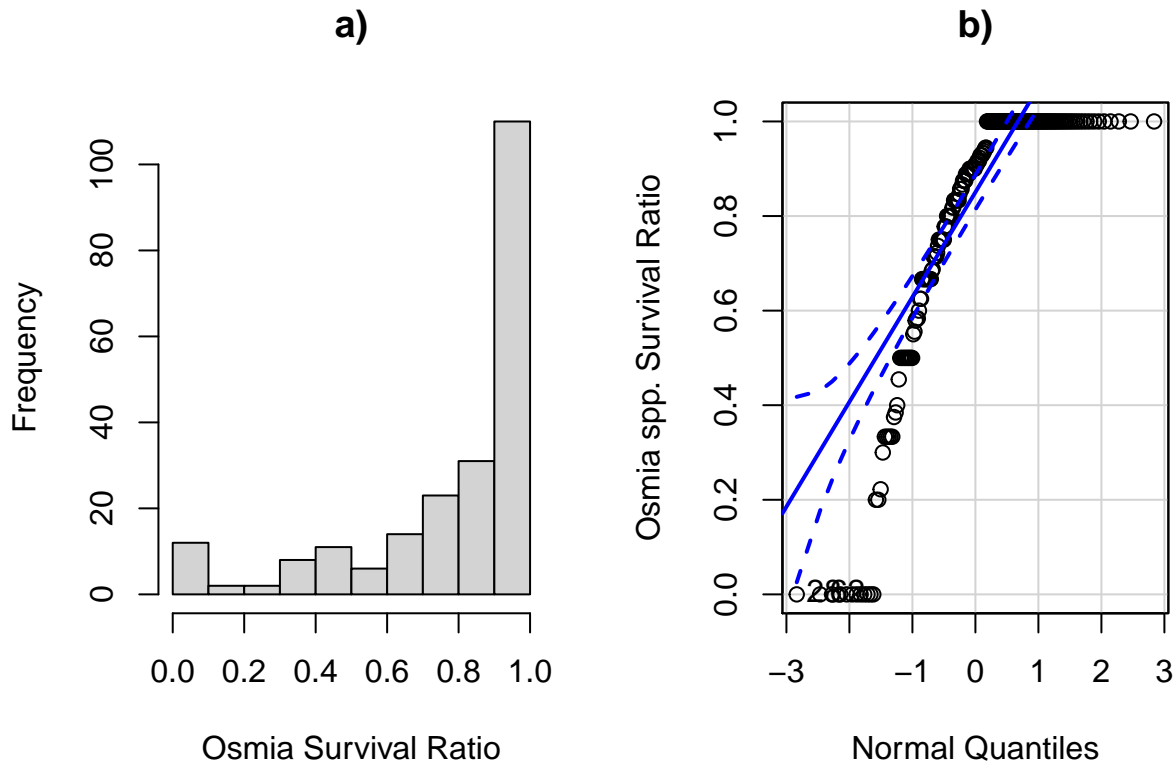 a)
Frequency
0 20 40 60 80 100
0.0 0.2 0.4 0.6 0.8 1.0
Osmia Survival Ratio
b)
Osmia spp. Survival Ratio
0.0 0.2 0.4 0.6 0.8 1.0
−3 −1 0 1 2 3
Normal Quantiles